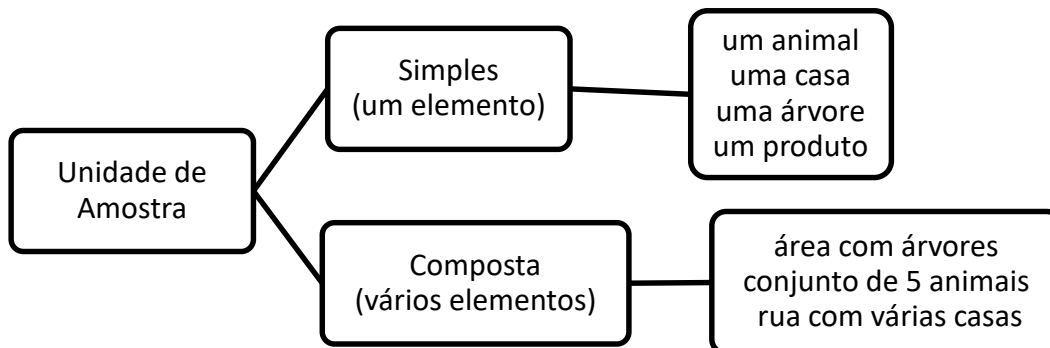 Unidade de
Amostra
Simples
(um elemento)
um animal
uma casa
uma árvore
um produto
Composta
(vários elementos)
área com árvores
conjunto de 5 animais
rua com várias casas